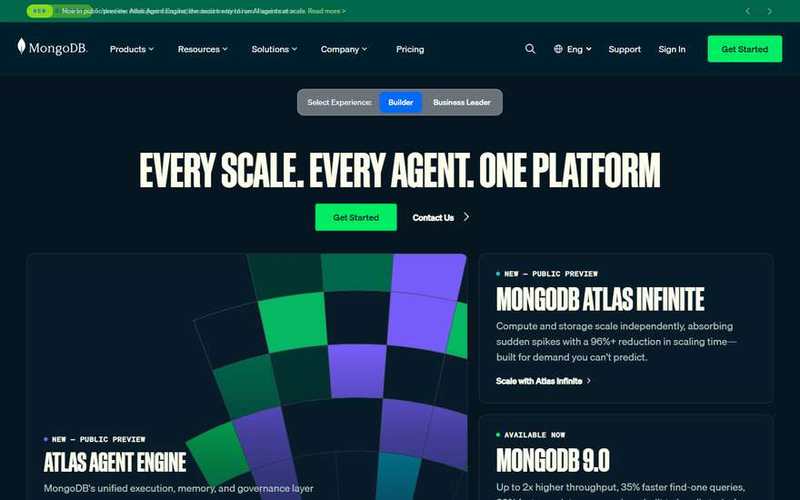 NEW
Now in public preview: Atlas Agent Engine, the easiest way to run AI agents at scale. Read more >
MongoDB.
Products
Resources
Solutions
Company
Pricing
Eng
Support
Sign In
Get Started
Select Experience:
Builder
Business Leader
EVERY SCALE. EVERY AGENT. ONE PLATFORM
Get Started
Contact Us
NEW — PUBLIC PREVIEW
ATLAS AGENT ENGINE
MongoDB's unified execution, memory, and governance layer
NEW — PUBLIC PREVIEW
MONGODB ATLAS INFINITE
Compute and storage scale independently, absorbing
sudden spikes with a 96%+ reduction in scaling time—
built for demand you can't predict.
Scale with Atlas Infinite
AVAILABLE NOW
MONGODB 9.0
Up to 2x higher throughput, 35% faster find-one queries,